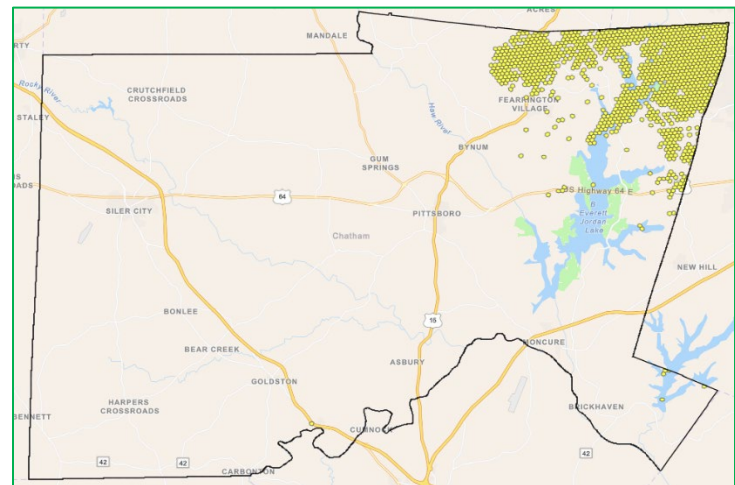 ACRES
MANDALE
RTY
Rocky River
CRUTCHFIELD
CROSSROADS
STALEY
FEARRINGTON
VILLAGE
Haw River
BYNUM
GUM
SPRINGS
OADS
64
US Highway 64 E
SILER CITY
PITTSBORO
B.
Everett
Jordan
Lake
Chatham
NEW HILL
BONLEE
15
MONCURE
BEAR CREEK
ASBURY
GOLDSTON
HARPERS
CROSSROADS
BRICKHAVEN
BENNETT
CUMNOCK
42
42
42
CARBONTON